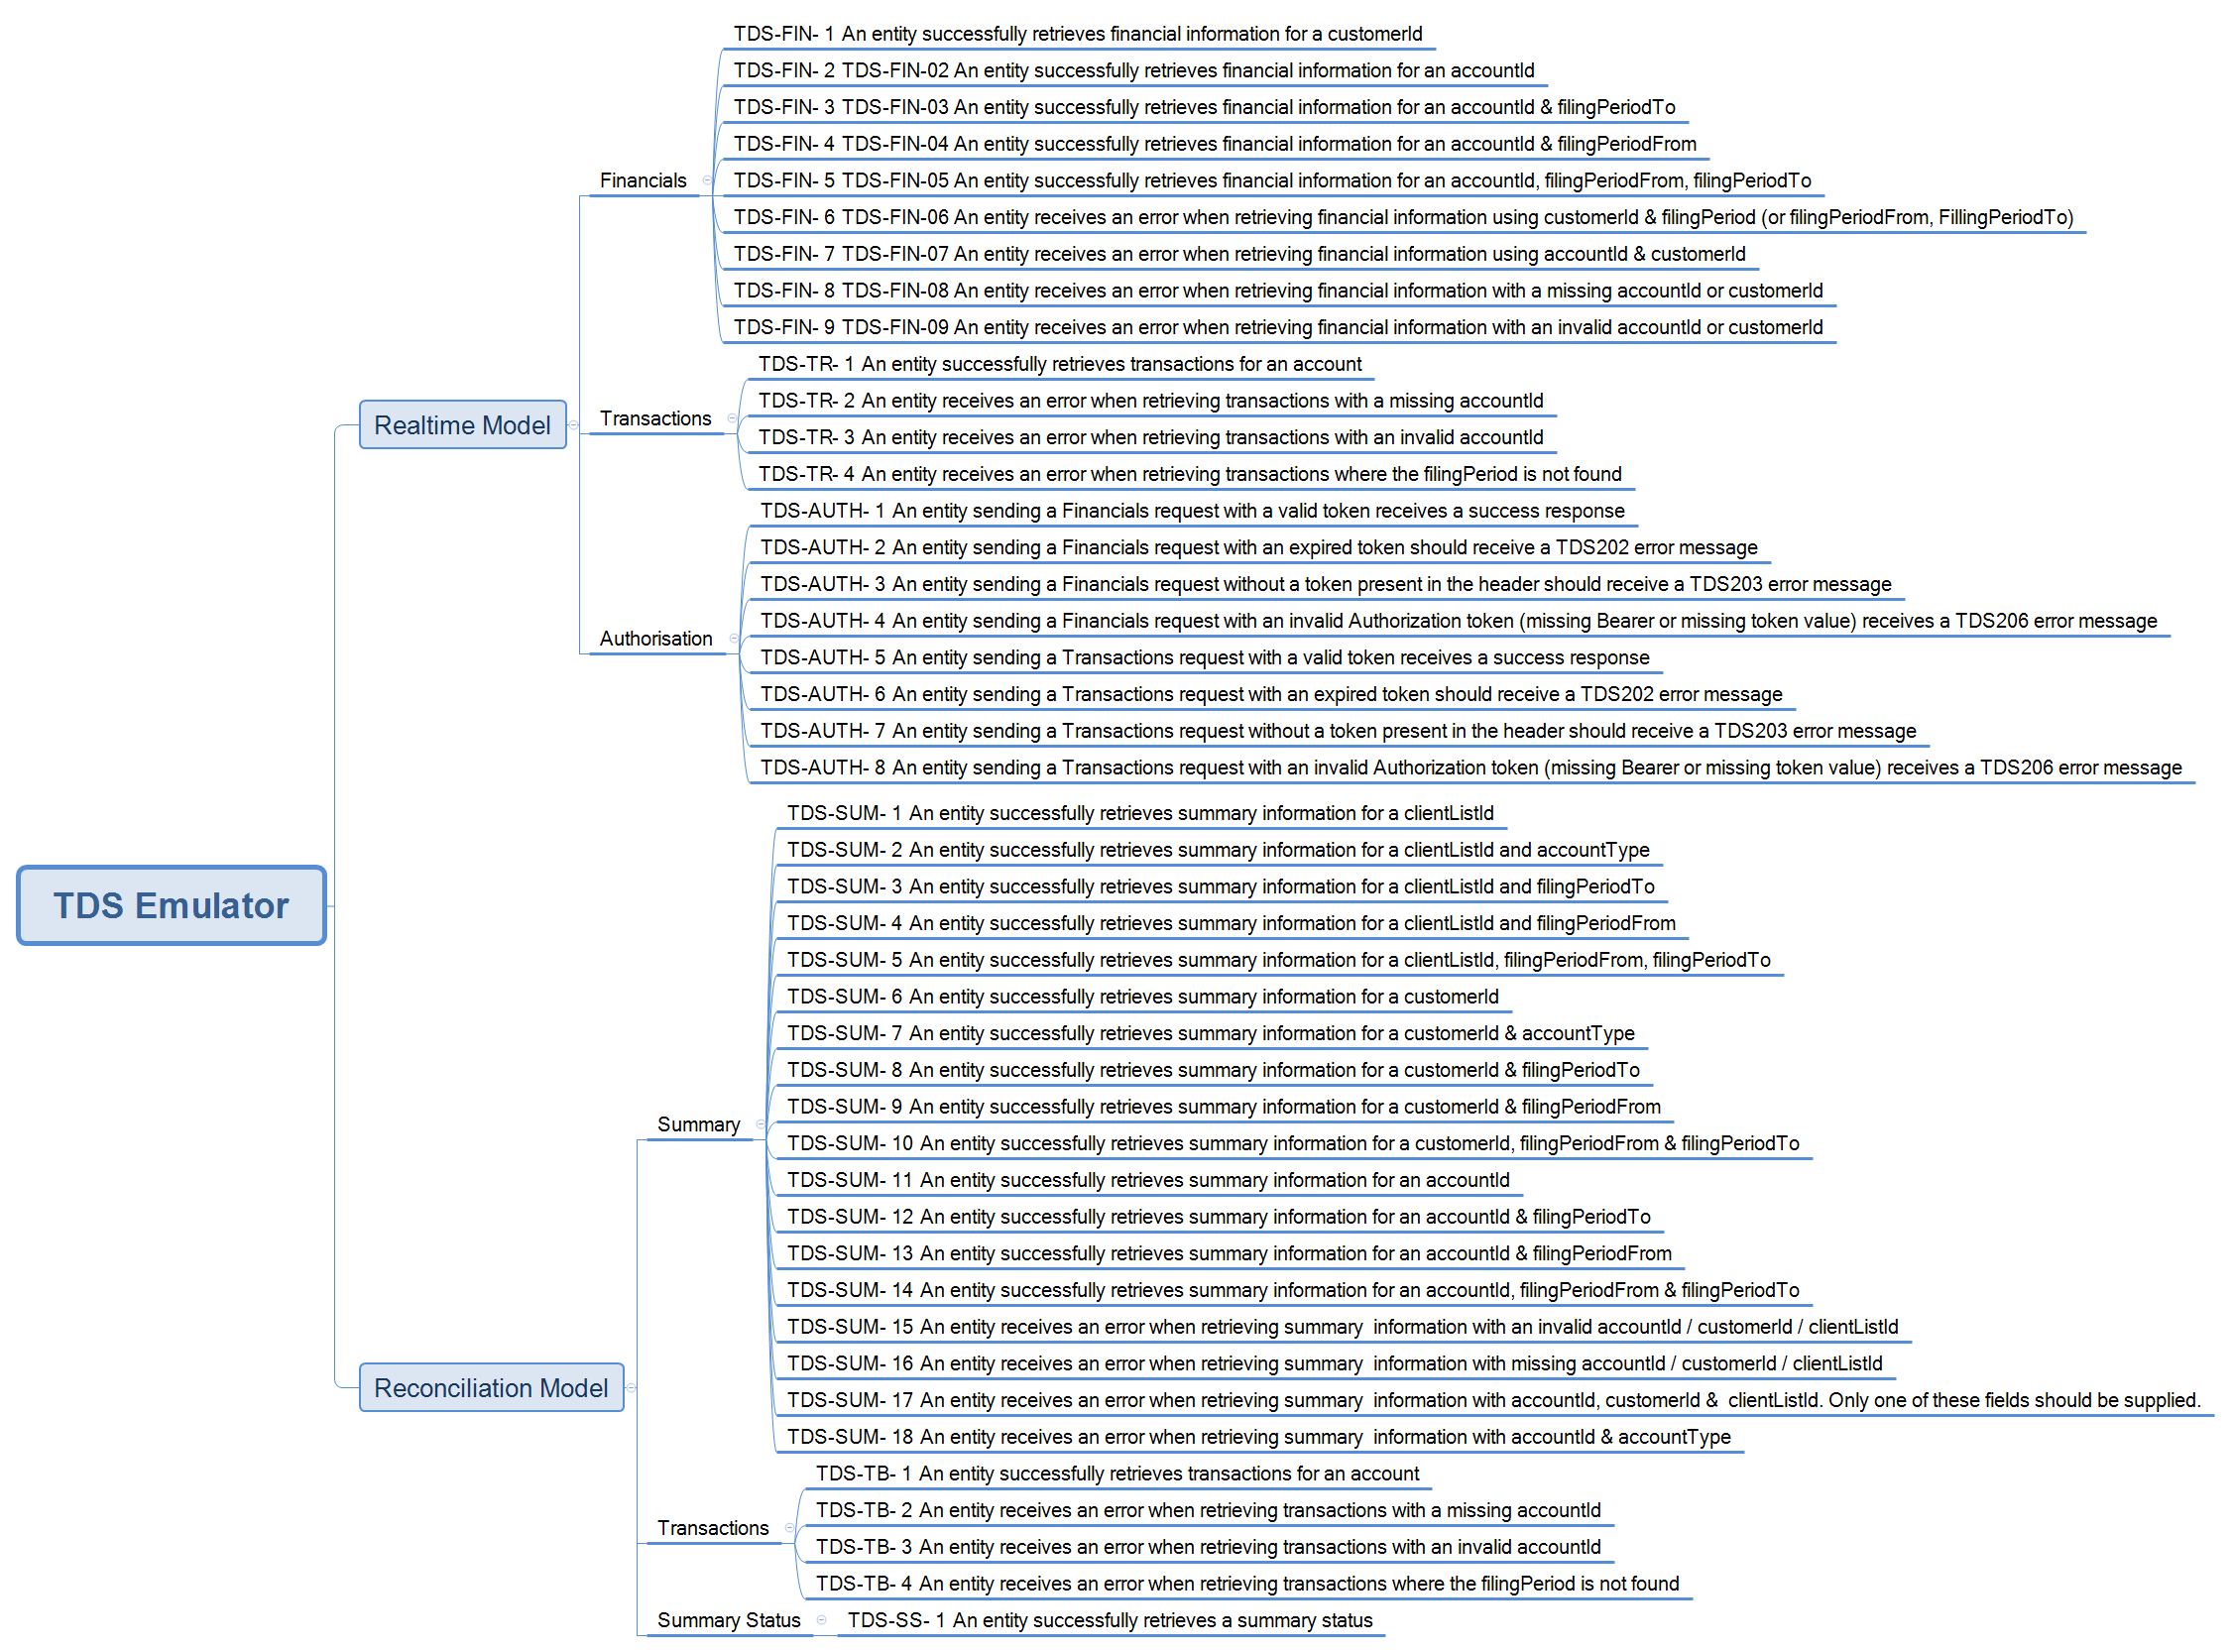 TDS Emulator
Realtime Model
Financials
TDS-FIN- 1 An entity successfully retrieves financial information for a customerId
TDS-FIN- 2 TDS-FIN-02 An entity successfully retrieves financial information for an accountId
TDS-FIN- 3 TDS-FIN-03 An entity successfully retrieves financial information for an accountId & filingPeriodTo
TDS-FIN- 4 TDS-FIN-04 An entity successfully retrieves financial information for an accountId & filingPeriodFrom
TDS-FIN- 5 TDS-FIN-05 An entity successfully retrieves financial information for an accountId, filingPeriodFrom, filingPeriodTo
TDS-FIN- 6 TDS-FIN-06 An entity receives an error when retrieving financial information using customerId & filingPeriod (or filingPeriodFrom, FillingPeriodTo)
TDS-FIN- 7 TDS-FIN-07 An entity receives an error when retrieving financial information using accountId & customerId
TDS-FIN- 8 TDS-FIN-08 An entity receives an error when retrieving financial information with a missing accountId or customerId
TDS-FIN- 9 TDS-FIN-09 An entity receives an error when retrieving financial information with an invalid accountId or customerId
Transactions
TDS-TR- 1 An entity successfully retrieves transactions for an account
TDS-TR- 2 An entity receives an error when retrieving transactions with a missing accountId
TDS-TR- 3 An entity receives an error when retrieving transactions with an invalid accountId
TDS-TR- 4 An entity receives an error when retrieving transactions where the filingPeriod is not found
Authorisation
TDS-AUTH- 1 An entity sending a Financials request with a valid token receives a success response
TDS-AUTH- 2 An entity sending a Financials request with an expired token should receive a TDS202 error message
TDS-AUTH- 3 An entity sending a Financials request without a token present in the header should receive a TDS203 error message
TDS-AUTH- 4 An entity sending a Financials request with an invalid Authorization token (missing Bearer or missing token value) receives a TDS206 error message
TDS-AUTH- 5 An entity sending a Transactions request with a valid token receives a success response
TDS-AUTH- 6 An entity sending a Transactions request with an expired token should receive a TDS202 error message
TDS-AUTH- 7 An entity sending a Transactions request without a token present in the header should receive a TDS203 error message
TDS-AUTH- 8 An entity sending a Transactions request with an invalid Authorization token (missing Bearer or missing token value) receives a TDS206 error message
Reconciliation Model
Summary
TDS-SUM- 1 An entity successfully retrieves summary information for a clientListId
TDS-SUM- 2 An entity successfully retrieves summary information for a clientListId and accountType
TDS-SUM- 3 An entity successfully retrieves summary information for a clientListId and filingPeriodTo
TDS-SUM- 4 An entity successfully retrieves summary information for a clientListId and filingPeriodFrom
TDS-SUM- 5 An entity successfully retrieves summary information for a clientListId, filingPeriodFrom, filingPeriodTo
TDS-SUM- 6 An entity successfully retrieves summary information for a customerId
TDS-SUM- 7 An entity successfully retrieves summary information for a customerId & accountType
TDS-SUM- 8 An entity successfully retrieves summary information for a customerId & filingPeriodTo
TDS-SUM- 9 An entity successfully retrieves summary information for a customerId & filingPeriodFrom
TDS-SUM- 10 An entity successfully retrieves summary information for a customerId, filingPeriodFrom & filingPeriodTo
TDS-SUM- 11 An entity successfully retrieves summary information for an accountId
TDS-SUM- 12 An entity successfully retrieves summary information for an accountId & filingPeriodTo
TDS-SUM- 13 An entity successfully retrieves summary information for an accountId & filingPeriodFrom
TDS-SUM- 14 An entity successfully retrieves summary information for an accountId, filingPeriodFrom & filingPeriodTo
TDS-SUM- 15 An entity receives an error when retrieving summary  information with an invalid accountId / customerId / clientListId
TDS-SUM- 16 An entity receives an error when retrieving summary  information with missing accountId / customerId / clientListId
TDS-SUM- 17 An entity receives an error when retrieving summary  information with accountId, customerId &  clientListId. Only one of these fields should be supplied.
TDS-SUM- 18 An entity receives an error when retrieving summary  information with accountId & accountType
Transactions
TDS-TB- 1 An entity successfully retrieves transactions for an account
TDS-TB- 2 An entity receives an error when retrieving transactions with a missing accountId
TDS-TB- 3 An entity receives an error when retrieving transactions with an invalid accountId
TDS-TB- 4 An entity receives an error when retrieving transactions where the filingPeriod is not found
Summary Status
TDS-SS- 1 An entity successfully retrieves a summary status